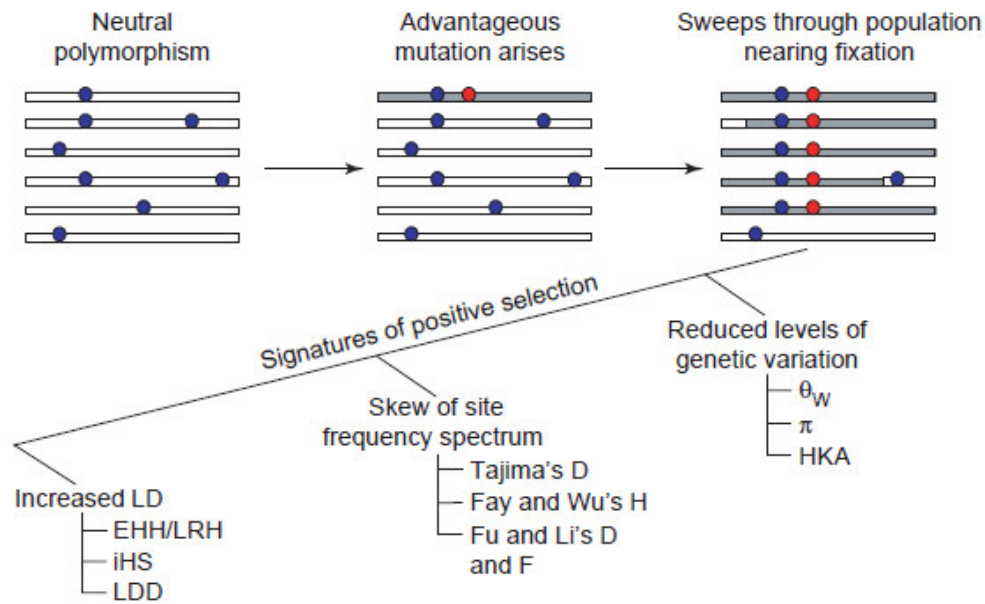 Neutral
polymorphism
Advantageous
mutation arises
Sweeps through population
nearing fixation
Signatures of positive selection
Reduced levels of
genetic variation
θW
π
HKA
Skew of site
frequency spectrum
Tajima's D
Fay and Wu's H
Fu and Li's D
and F
Increased LD
EHH/LRH
iHS
LDD